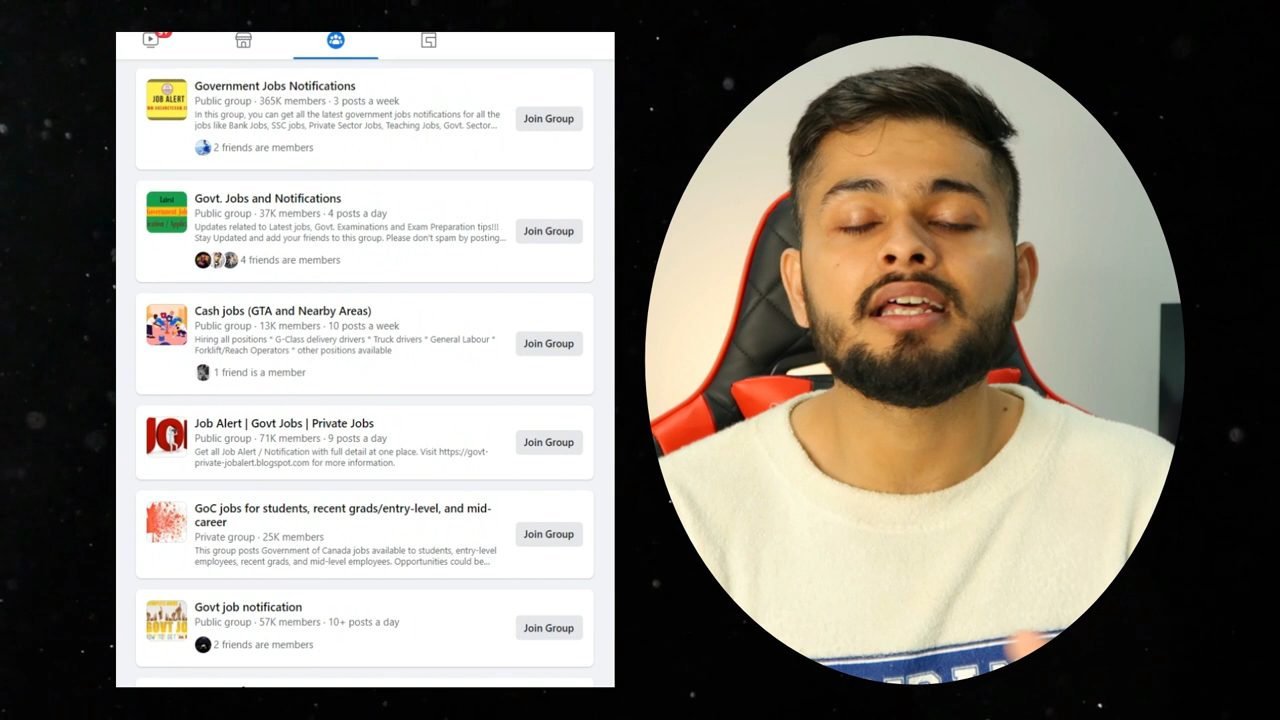 Government Jobs Notifications
Public group · 365K members · 3 posts a week
In this group, you can get all the latest government jobs notifications for all the
jobs like Bank Jobs, SSC jobs, Private Sector Jobs, Teaching Jobs, Govt. Sector...
Join Group
2 friends are members
JOB ALERT
Govt. Jobs and Notifications
Public group · 37K members · 4 posts a day
Updates related to Latest jobs, Govt. Examinations and Exam Preparation tips!!!
Stay Updated and add your friends to this group. Please don't spam by posting...
Join Group
4 friends are members
Latest
Cash jobs (GTA and Nearby Areas)
Public group · 13K members · 10 posts a week
Hiring all positions * G-Class delivery drivers * Truck drivers * General Labour *
Forklift/Reach Operators * other positions available
Join Group
1 friend is a member
Job Alert | Govt Jobs | Private Jobs
Public group · 71K members · 9 posts a day
Get all Job Alert / Notification with full detail at one place. Visit https://govt-
private-jobalert.blogspot.com for more information.
Join Group
GoC jobs for students, recent grads/entry-level, and mid-
career
Private group · 25K members
This group posts Government of Canada jobs available to students, entry-level
employees, recent grads, and mid-level employees. Opportunities could be...
Join Group
Govt job notification
Public group · 57K members · 10+ posts a day
Join Group
2 friends are members